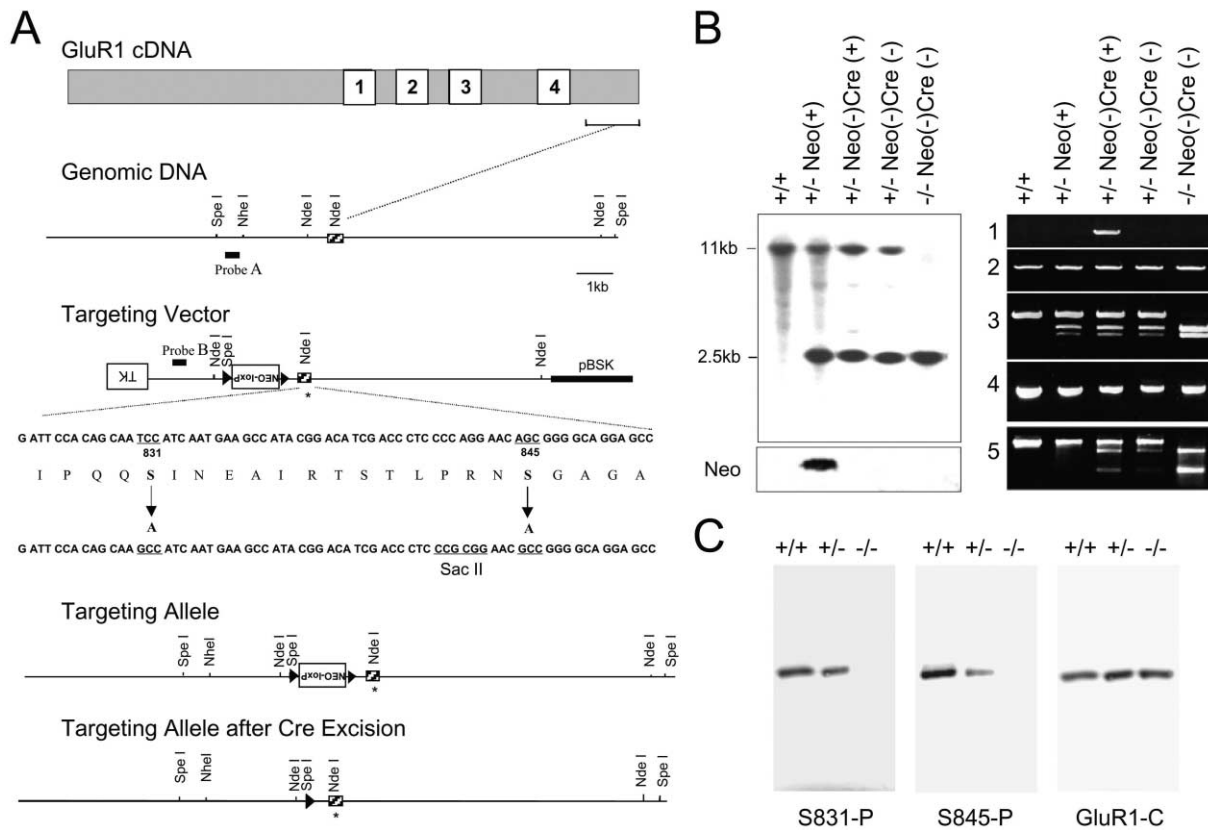 A
GluR1 cDNA
1 2 3 4
Genomic DNA
Spe I
Nhe I
Nde I
Nde I
Nde I
Spe I
Probe A
1kb
Targeting Vector
Probe B
Nde I
Spe I
Nde I
Nde I
TK
NEO-loxP
pBSK
*
G ATT CCA CAG CAA TCC ATC AAT GAA GCC ATA CGG ACA TCG ACC CTC CCC AGG AAC AGC GGG GCA GGA GCC
831 845
I P Q Q S I N E A I R T S T L P R N S G A G A
A A
G ATT CCA CAG CAA GCC ATC AAT GAA GCC ATA CGG ACA TCG ACC CTC CCG CGG AAC GCC GGG GCA GGA GCC
Sac II
Targeting Allele
Spe I
NheI
Nde I
Spe I
Nde I
Nde I
Spe I
NEO-loxP
*
Targeting Allele after Cre Excision
Spe I
NheI
Nde I
Spe I
Nde I
Nde I
Spe I
*
B
+/+
+/- Neo(+)
+/- Neo(-)Cre (+)
+/- Neo(-)Cre (-)
-/- Neo(-)Cre (-)
11kb
2.5kb
Neo
+/+
+/- Neo(+)
+/- Neo(-)Cre (+)
+/- Neo(-)Cre (-)
-/- Neo(-)Cre (-)
1
2
3
4
5
C
+/+ +/- -/-
+/+ +/- -/-
+/+ +/- -/-
S831-P
S845-P
GluR1-C